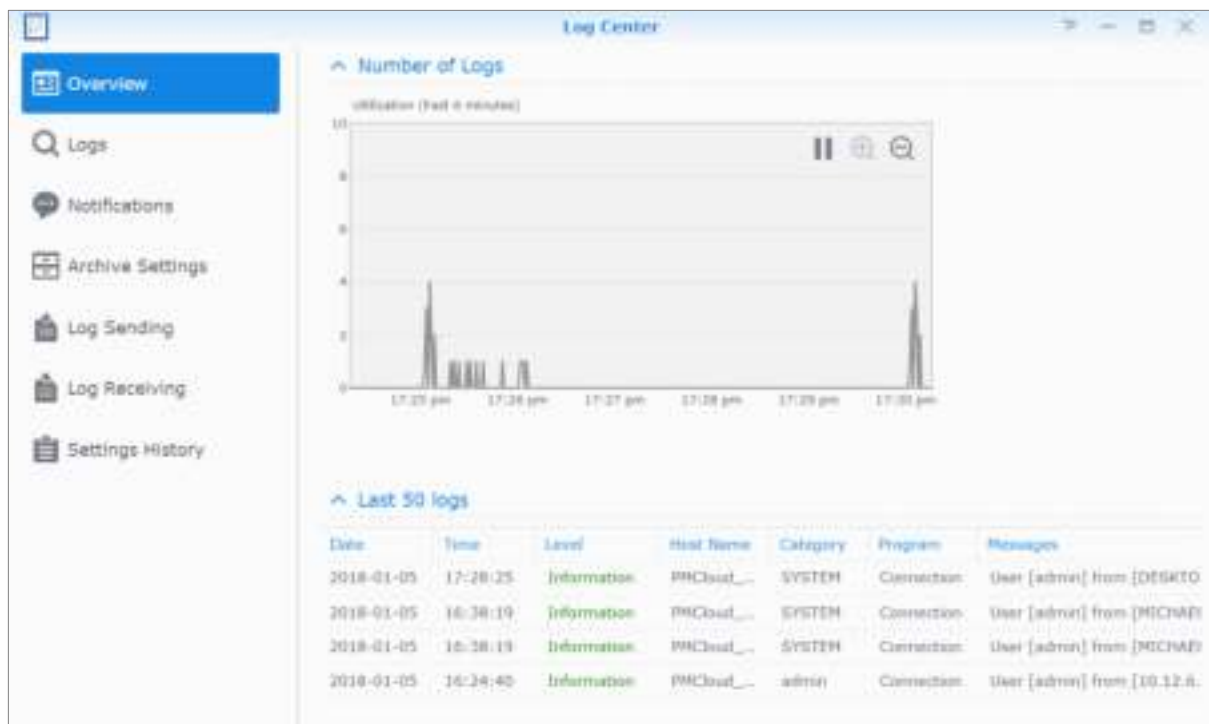 Log Center
Overview
Logs
Notifications
Archive Settings
Log Sending
Log Receiving
Settings History
Number of Logs
10
8
6
4
2
0
17:25 pm 17:26 pm 17:27 pm 17:28 pm 17:29 pm 17:30 pm
Last 50 logs
Date Time Level Host Name Category Program Messages
2018-01-05 17:28:25 Information PMCloud_... SYSTEM Connection User [admin] from [DESKTO
2018-01-05 16:38:19 Information PMCloud_... SYSTEM Connection User [admin] from [MICHAEL
2018-01-05 16:38:19 Information PMCloud_... SYSTEM Connection User [admin] from [MICHAEL
2018-01-05 16:24:40 Information PMCloud_... admin Connection User [admin] from [10.12.6.